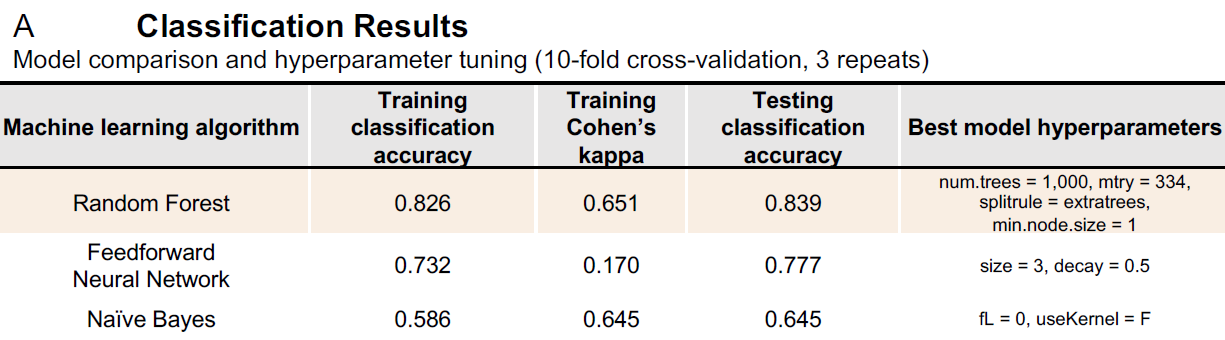 A Classification Results
Model comparison and hyperparameter tuning (10-fold cross-validation, 3 repeats)
Machine learning algorithm
Training
classification
accuracy
Training
Cohen's
kappa
Testing
classification
accuracy
Best model hyperparameters
Random Forest
0.826
0.651
0.839
num.trees = 1,000, mtry = 334,
splitrule = extratrees,
min.node.size = 1
Feedforward
Neural Network
0.732
0.170
0.777
size = 3, decay = 0.5
Naïve Bayes
0.586
0.645
0.645
fL = 0, useKernel = F